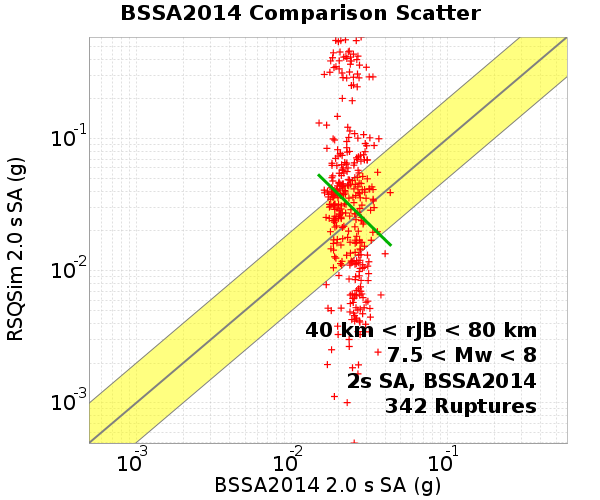 BSSA2014 Comparison Scatter
RSQSim 2.0 s SA (g)
10-1
10-2
10-3
40 km < rJB < 80 km
7.5 < Mw < 8
2s SA, BSSA2014
342 Ruptures
10-3 10-2 10-1
BSSA2014 2.0 s SA (g)